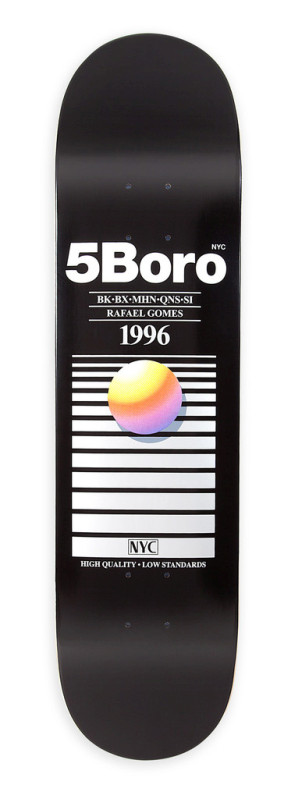 NYC
5Boro
BK•BX•MHN•QNS•SI
RAFAEL GOMES
1996
NYC
HIGH QUALITY • LOW STANDARDS